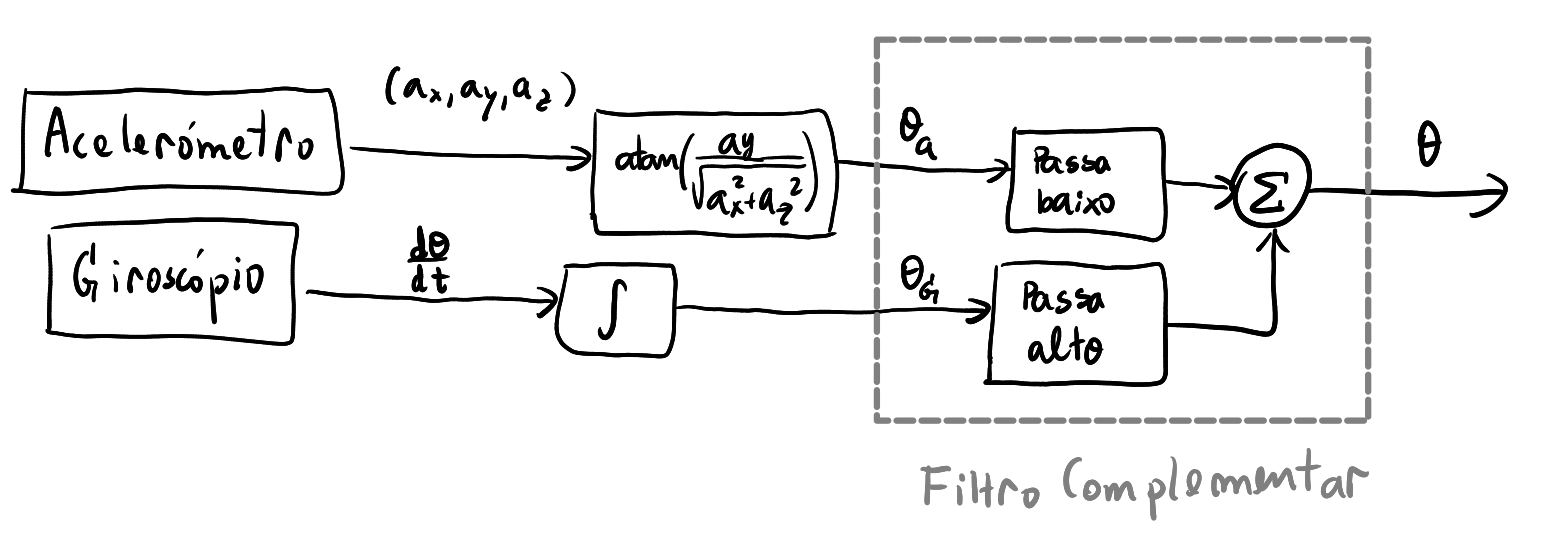 Acelerómetro
(ax, ay, az)
atan(ay/√(ax²+az²))
θa
Passa
baixo
Σ
θ
Giroscópio
dθ/dt
∫
θG
Passa
alto
Filtro Complementar